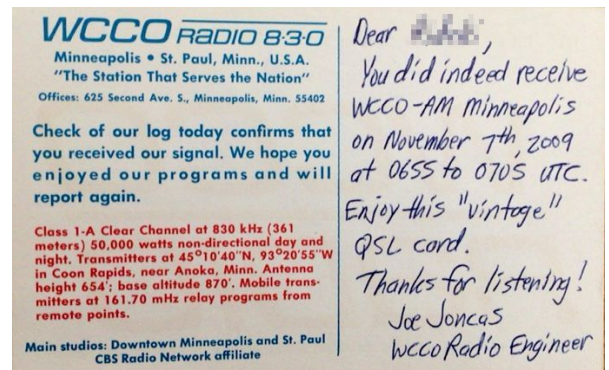 WCCO RADIO 8·3·0
Minneapolis • St. Paul, Minn., U.S.A.
"The Station That Serves the Nation"
Offices: 625 Second Ave. S., Minneapolis, Minn. 55402
Check of our log today confirms that
you received our signal. We hope you
enjoyed our programs and will
report again.
Class 1-A Clear Channel at 830 kHz (361
meters) 50,000 watts non-directional day and
night. Transmitters at 45°10'40"N, 93°20'55"W
in Coon Rapids, near Anoka, Minn. Antenna
height 654'; base altitude 870'. Mobile trans-
mitters at 161.70 mHz relay programs from
remote points.
Main studios: Downtown Minneapolis and St. Paul
CBS Radio Network affiliate
Dear ,
You did indeed receive
WCCO-AM Minneapolis
on November 7th, 2009
at 0655 to 0705 UTC.
Enjoy this "vintage"
QSL card.
Thanks for listening!
Joe Joncas
WCCO Radio Engineer